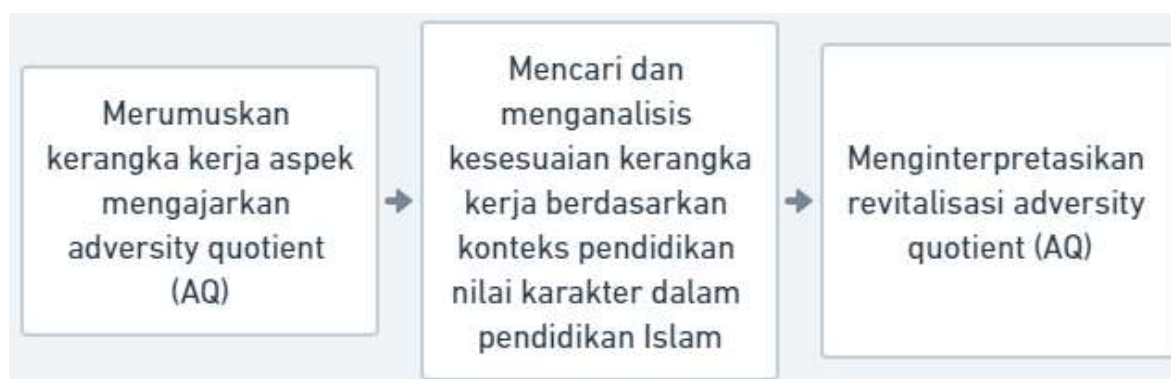 Merumuskan
kerangka kerja aspek
mengajarkan
adversity quotient
(AQ)
Mencari dan
menganalisis
kesesuaian kerangka
kerja berdasarkan
konteks pendidikan
nilai karakter dalam
pendidikan Islam
Menginterpretasikan
revitalisasi adversity
quotient (AQ)